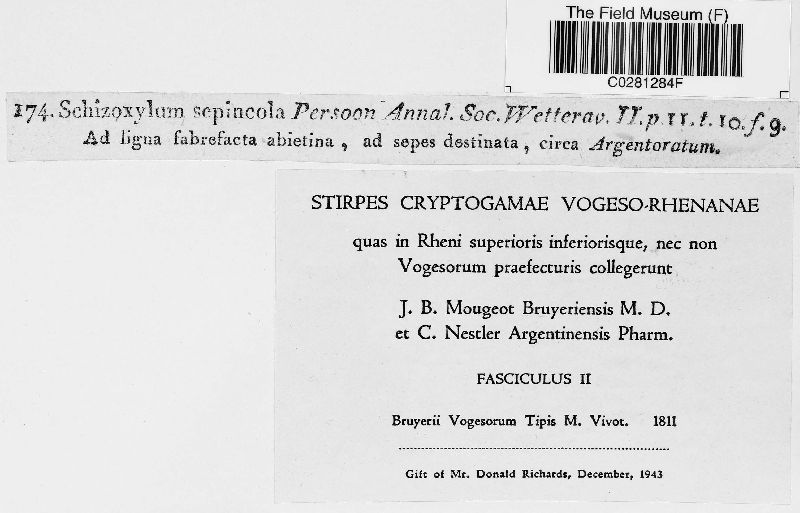 The Field Museum (F)
C0281284F
174. Schizoxylum sepincola Persoon Annal. Soc. Wetterav. II. p. 11. t. 10. f. 9.
Ad ligna fabrefacta abietina, ad sepes destinata, circa Argentoratum.
STIRPES CRYPTOGAMAE VOGESO-RHENANAE
quas in Rheni superioris inferiorisque, nec non
Vogesorum praefecturis collegerunt
J. B. Mougeot Bruyeriensis M. D.
et C. Nestler Argentinensis Pharm.
FASCICULUS II
Bruyerii Vogesorum Tipis M. Vivot. 1811
Gift of Mr. Donald Richards, December, 1943